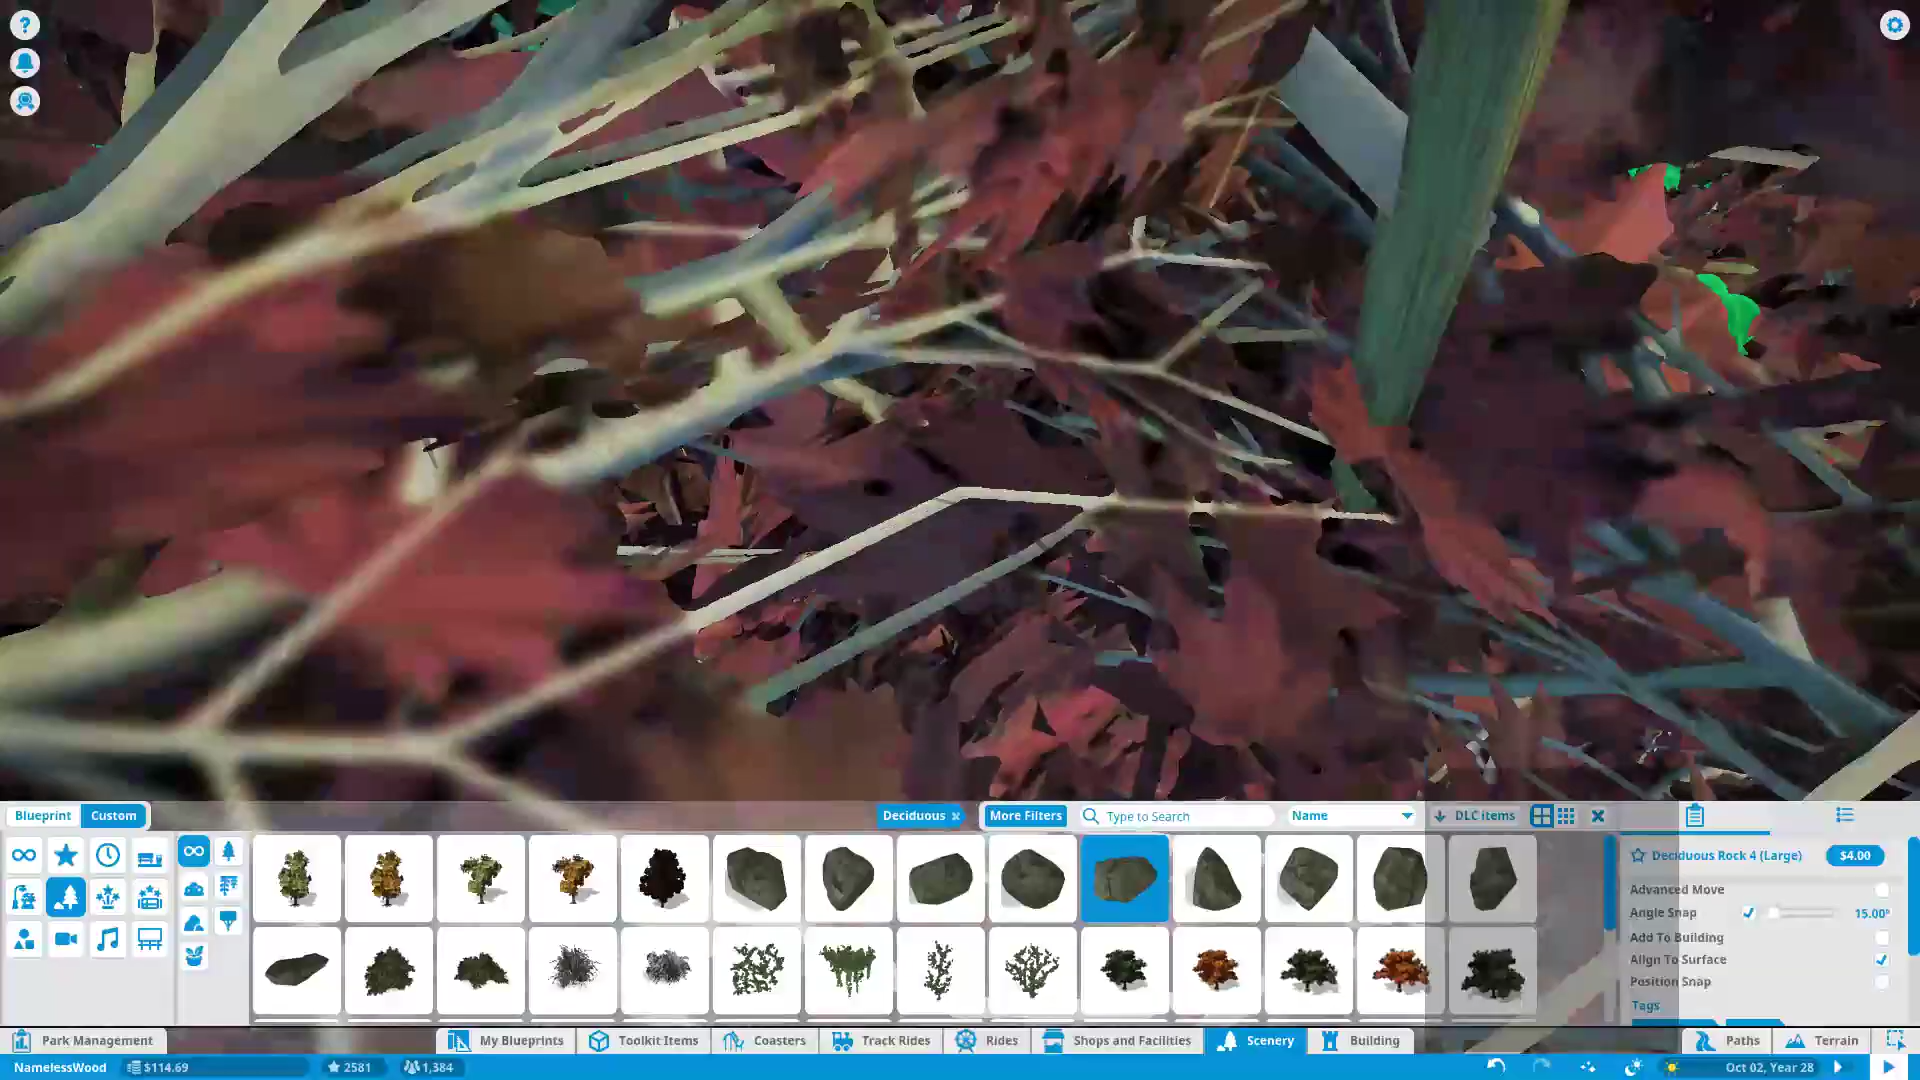 Blueprint
Custom
Deciduous
More Filters
Type to Search
Name
DLC items
Deciduous Rock 4 (Large)
$4.00
Advanced Move
Angle Snap
15.00°
Add To Building
Align To Surface
Position Snap
Tags
Park Management
My Blueprints
Toolkit Items
Coasters
Track Rides
Rides
Shops and Facilities
Scenery
Building
Paths
Terrain
NamelessWood
$114.69
2581
1,384
Oct 02, Year 28